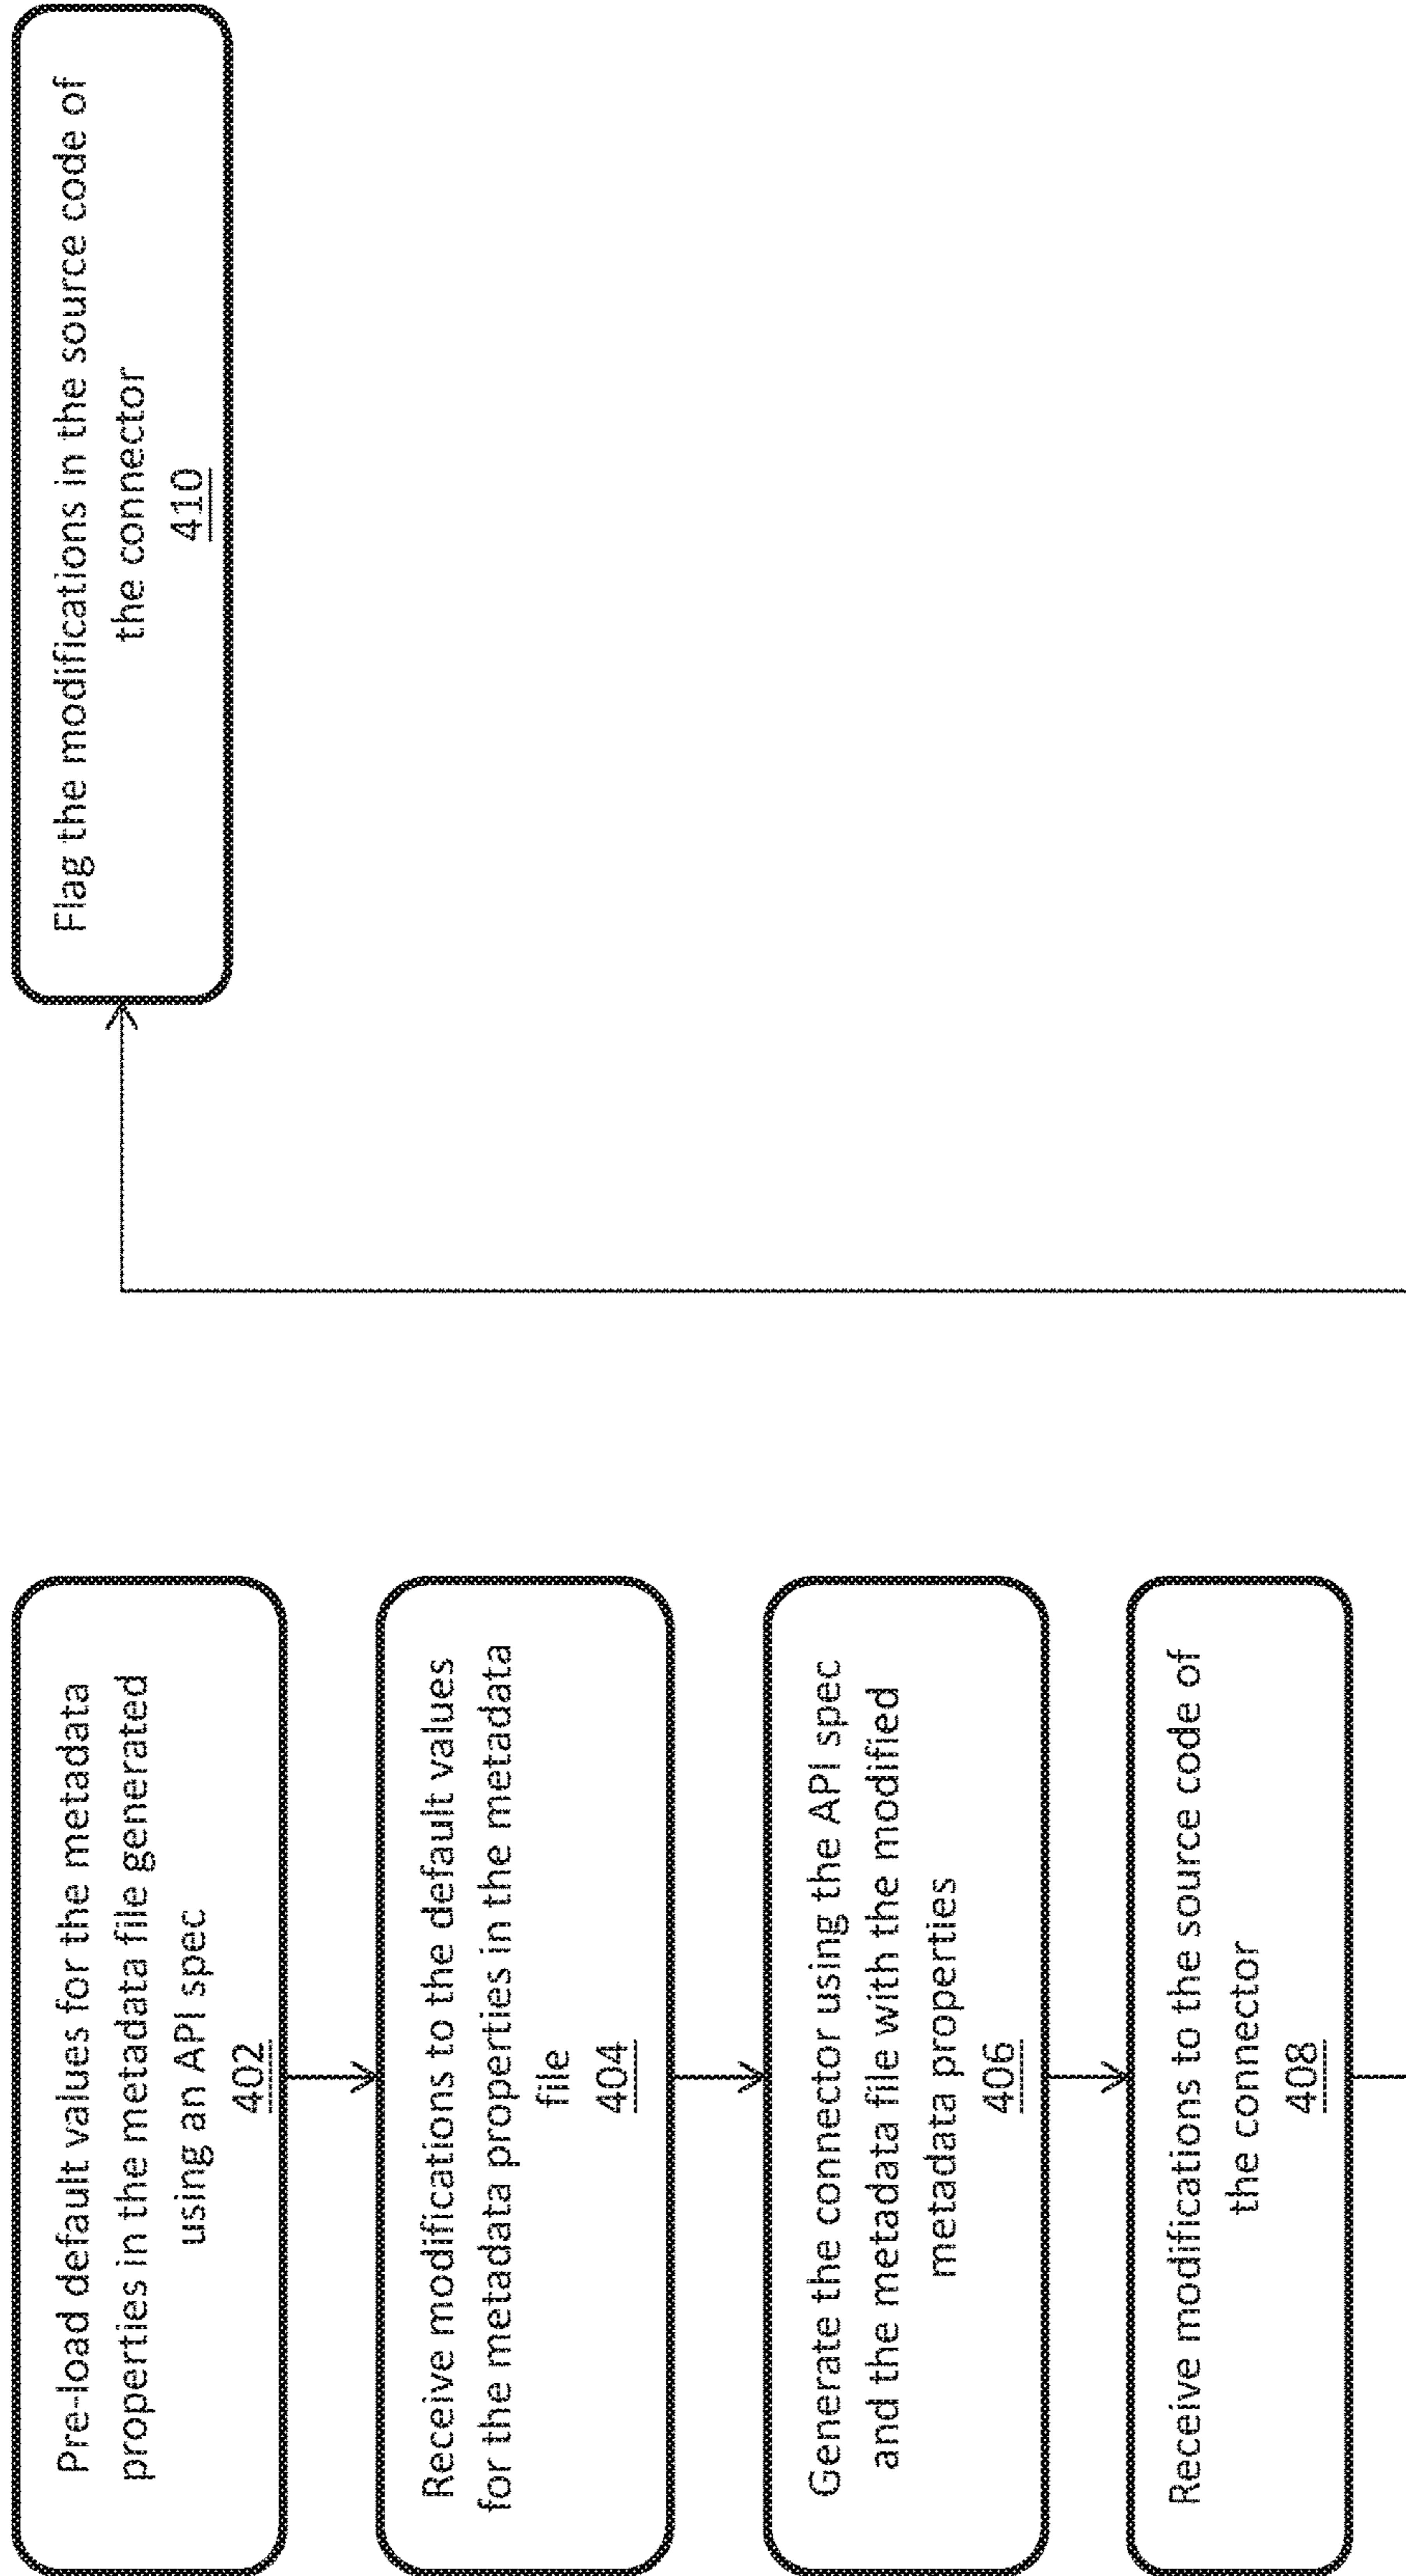 Pre-load default values for the metadata
properties in the metadata file generated
using an API spec
402
Receive modifications to the default values
for the metadata properties in the metadata
file
404
Generate the connector using the API spec
and the metadata file with the modified
metadata properties
406
Receive modifications to the source code of
the connector
408
Flag the modifications in the source code of
the connector
410